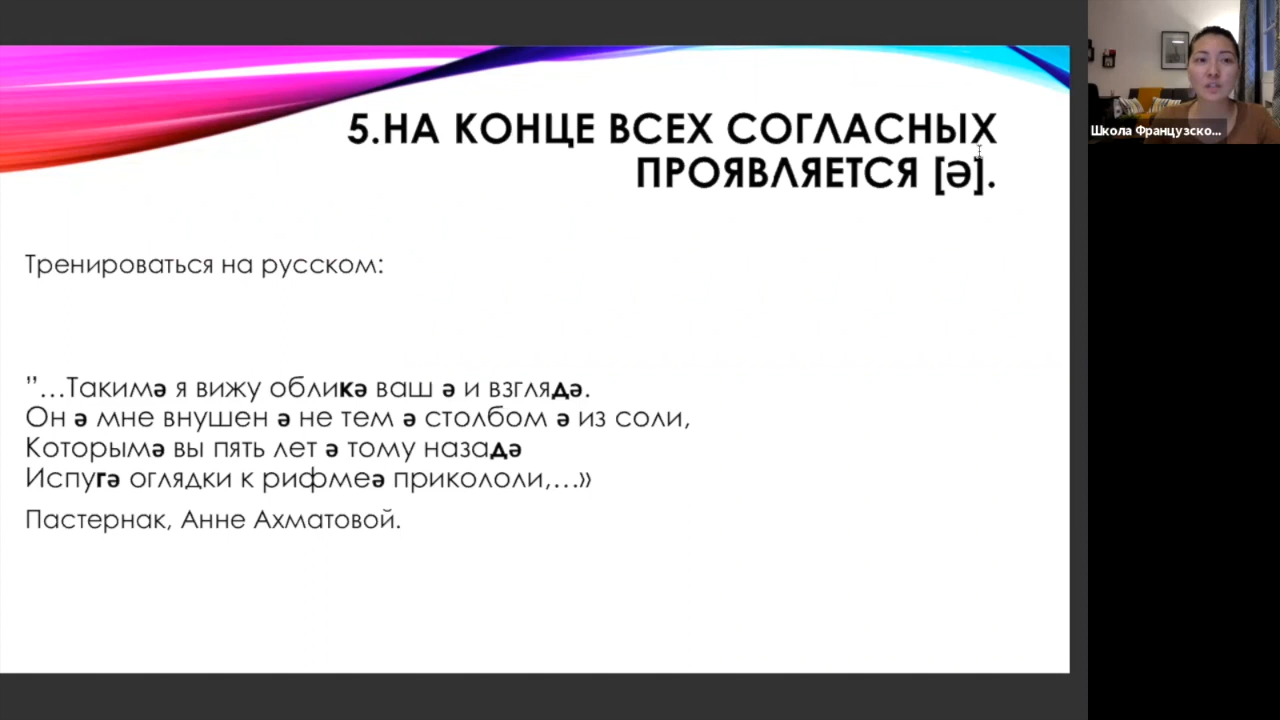 5.НА КОНЦЕ ВСЕХ СОГЛАСНЫХ
ПРОЯВЛЯЕТСЯ [Ə].
Тренироваться на русском:
”…Такимə я вижу обликə ваш ə и взглядə.
Он ə мне внушен ə не тем ə столбом ə из соли,
Которымə вы пять лет ə тому назадə
Испугə оглядки к рифмеə прикололи,…»
Пастернак, Анне Ахматовой.
Школа Французско...